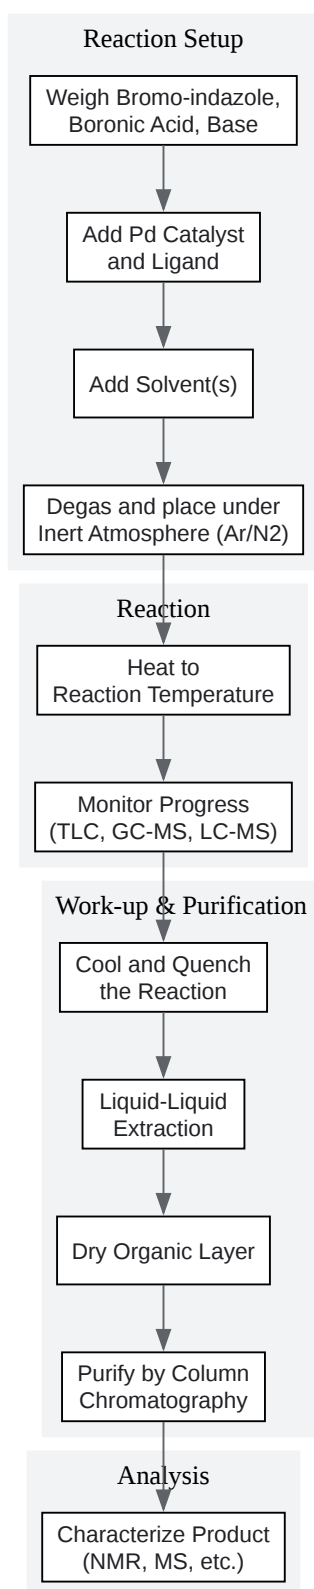 Reaction Setup
Weigh Bromo-indazole,
Boronic Acid, Base
Add Pd Catalyst
and Ligand
Add Solvent(s)
Degas and place under
Inert Atmosphere (Ar/N2)
Reaction
Heat to
Reaction Temperature
Monitor Progress
(TLC, GC-MS, LC-MS)
Work-up & Purification
Cool and Quench
the Reaction
Liquid-Liquid
Extraction
Dry Organic Layer
Purify by Column
Chromatography
Analysis
Characterize Product
(NMR, MS, etc.)